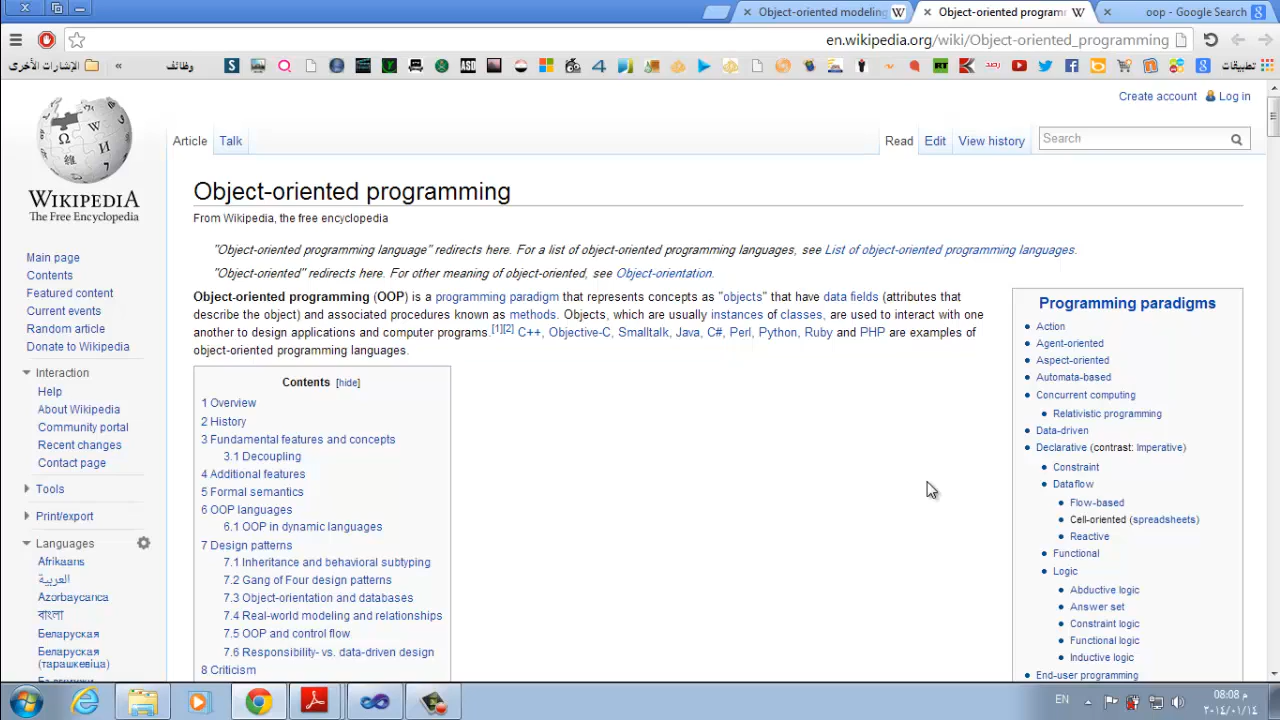 Object-oriented modeling
Object-oriented programm
oop - Google Search
en.wikipedia.org/wiki/Object-oriented_programming
الإشارات الأخرى
»
وظائف
S
4
ASD
RT
رصد
تطبيقات
Create account
Log in
WIKIPEDIA
The Free Encyclopedia
Article
Talk
Read
Edit
View history
Search
Object-oriented programming
From Wikipedia, the free encyclopedia
"Object-oriented programming language" redirects here. For a list of object-oriented programming languages, see List of object-oriented programming languages.
"Object-oriented" redirects here. For other meaning of object-oriented, see Object-orientation.
Object-oriented programming (OOP) is a programming paradigm that represents concepts as "objects" that have data fields (attributes that
describe the object) and associated procedures known as methods. Objects, which are usually instances of classes, are used to interact with one
another to design applications and computer programs.[1][2] C++, Objective-C, Smalltalk, Java, C#, Perl, Python, Ruby and PHP are examples of
object-oriented programming languages.
Contents [hide]
1 Overview
2 History
3 Fundamental features and concepts
3.1 Decoupling
4 Additional features
5 Formal semantics
6 OOP languages
6.1 OOP in dynamic languages
7 Design patterns
7.1 Inheritance and behavioral subtyping
7.2 Gang of Four design patterns
7.3 Object-orientation and databases
7.4 Real-world modeling and relationships
7.5 OOP and control flow
7.6 Responsibility- vs. data-driven design
8 Criticism
Programming paradigms
Action
Agent-oriented
Aspect-oriented
Automata-based
Concurrent computing
Relativistic programming
Data-driven
Declarative (contrast: Imperative)
Constraint
Dataflow
Flow-based
Cell-oriented (spreadsheets)
Reactive
Functional
Logic
Abductive logic
Answer set
Constraint logic
Functional logic
Inductive logic
End-user programming
Main page
Contents
Featured content
Current events
Random article
Donate to Wikipedia
Interaction
Help
About Wikipedia
Community portal
Recent changes
Contact page
Tools
Print/export
Languages
Afrikaans
العربية
Azərbaycanca
বাংলা
Беларуская
Беларуская
(тарашкевіца)
EN
08:08 م
٢٠١٤/٠١/١٤